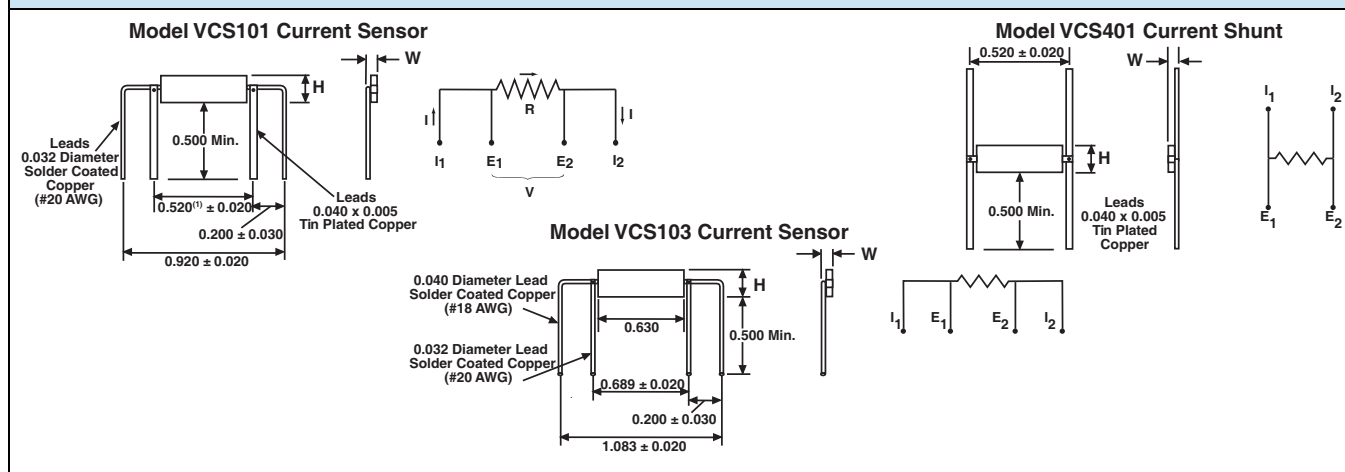 Model VCS101 Current Sensor
W
H
0.500 Min.
Leads
0.032 Diameter
Solder Coated
Copper
(#20 AWG)
0.520(1) ± 0.020
0.200 ± 0.030
0.920 ± 0.020
Leads
0.040 x 0.005
Tin Plated Copper
R
I
I
I1
E1
E2
I2
V
Model VCS103 Current Sensor
W
H
0.040 Diameter Lead
Solder Coated Copper
(#18 AWG)
0.630
0.500 Min.
0.032 Diameter Lead
Solder Coated Copper
(#20 AWG)
0.689 ± 0.020
0.200 ± 0.030
1.083 ± 0.020
I1
E1
E2
I2
Model VCS401 Current Shunt
0.520 ± 0.020
W
H
0.500 Min.
Leads
0.040 x 0.005
Tin Plated
Copper
I1
I2
E1
E2